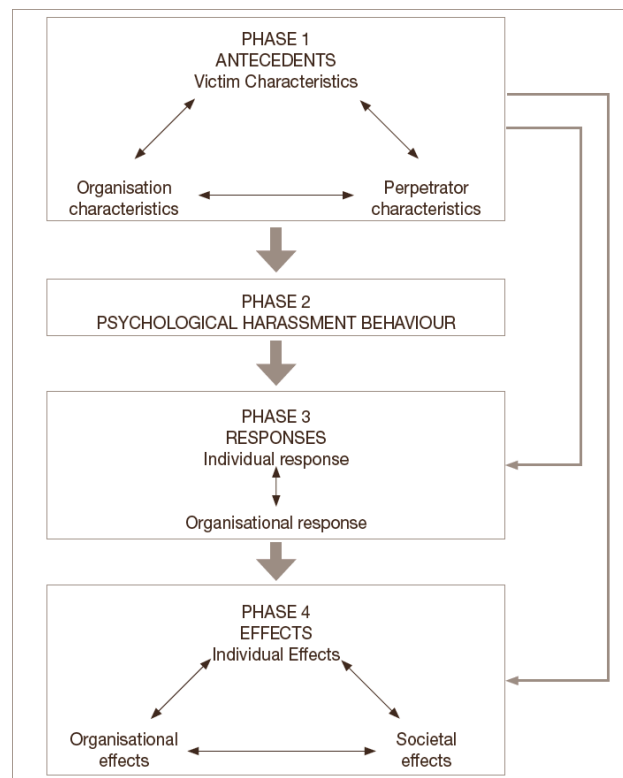 PHASE 1
ANTECEDENTS
Victim Characteristics
Organisation
characteristics
Perpetrator
characteristics
PHASE 2
PSYCHOLOGICAL HARASSMENT BEHAVIOUR
PHASE 3
RESPONSES
Individual response
Organisational response
PHASE 4
EFFECTS
Individual Effects
Organisational
effects
Societal
effects